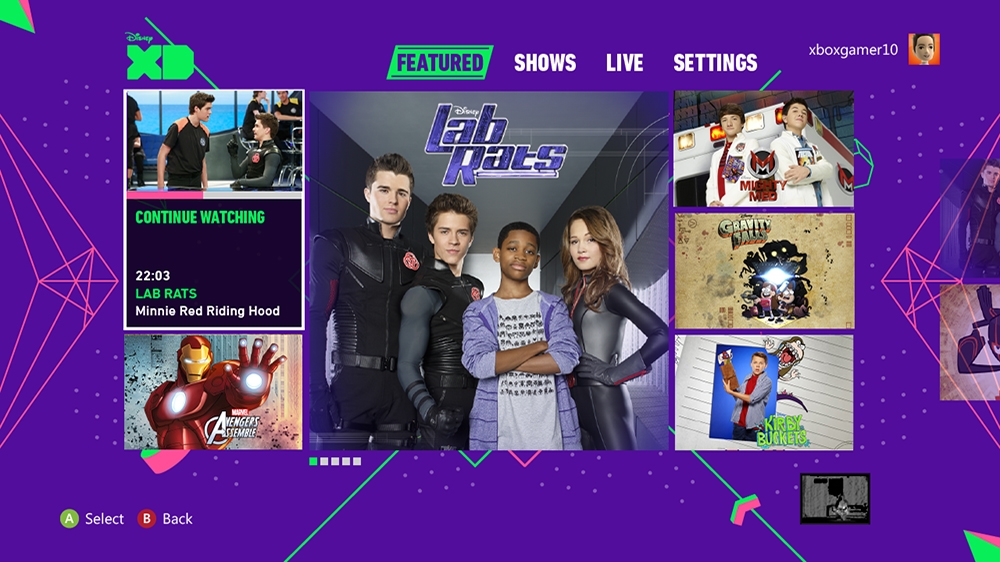 Disney
XD
FEATURED
SHOWS
LIVE
SETTINGS
xboxgamer10
CONTINUE WATCHING
22:03
LAB RATS
Minnie Red Riding Hood
MARVEL
AVENGERS
ASSEMBLE
Disney
Lab
Rats
MIGHTY
MED
Disney
GRAVITY
FALLS
KIRBY
BUCKETS
A Select
B Back